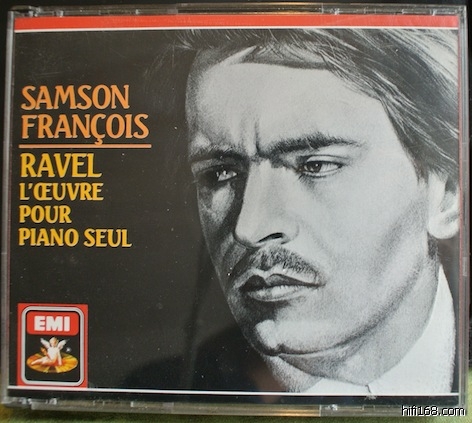 SAMSON
FRANÇOIS
RAVEL
L'ŒUVRE
POUR
PIANO SEUL
EMI
hifi168.com